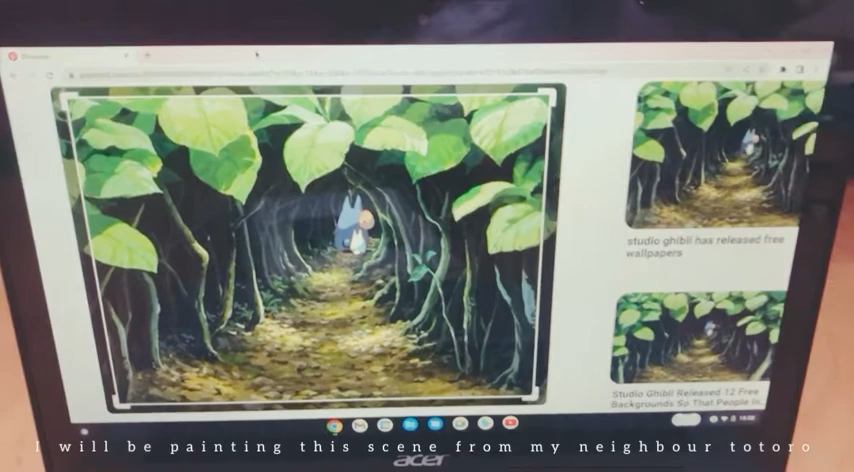 studio ghibli has released free
wallpapers
Studio Ghibli Released 12 Free
Backgrounds So That People In
I will be painting this scene from my neighbour totoro
acer